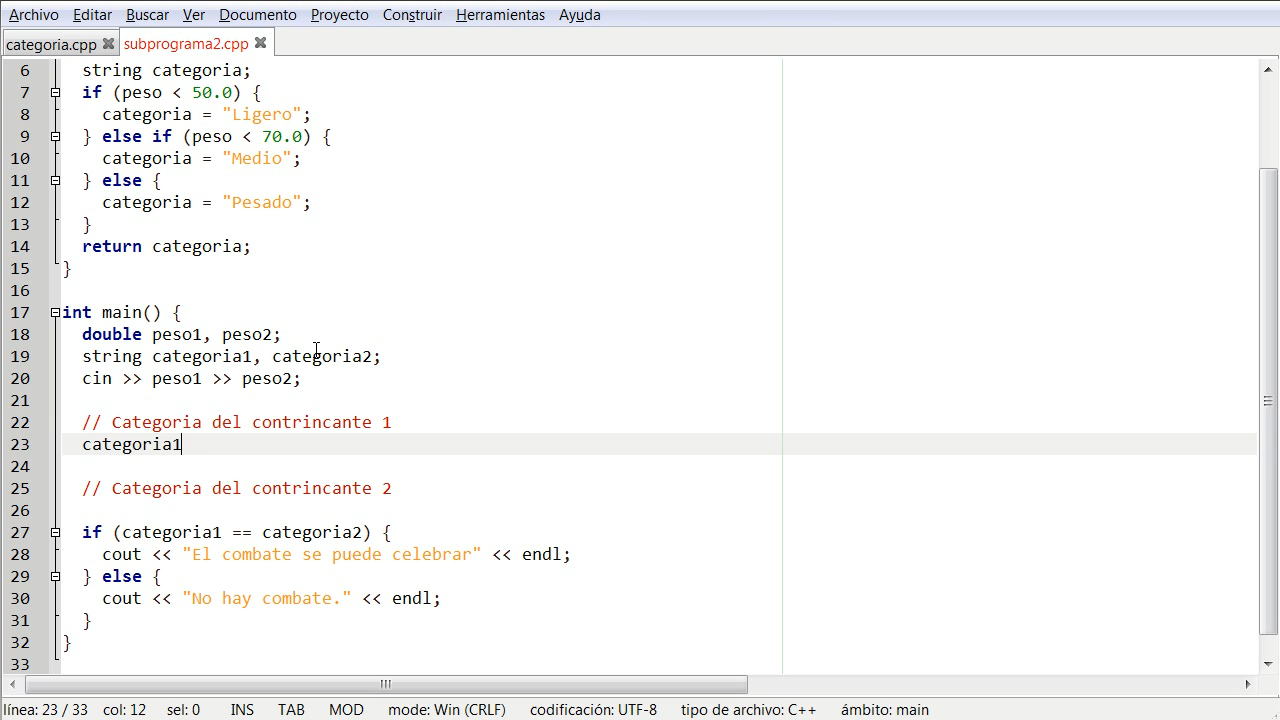 Archivo Editar Buscar Ver Documento Proyecto Construir Herramientas Ayuda
categoria.cpp subprograma2.cpp
6 string categoria;
7 if (peso < 50.0) {
8 categoria = "Ligero";
9 } else if (peso < 70.0) {
10 categoria = "Medio";
11 } else {
12 categoria = "Pesado";
13 }
14 return categoria;
15 }
16
17 int main() {
18 double peso1, peso2;
19 string categoria1, categoria2;
20 cin >> peso1 >> peso2;
21
22 // Categoria del contrincante 1
23 categoria1
24
25 // Categoria del contrincante 2
26
27 if (categoria1 == categoria2) {
28 cout << "El combate se puede celebrar" << endl;
29 } else {
30 cout << "No hay combate." << endl;
31 }
32 }
33
línea: 23 / 33 col: 12 sel: 0 INS TAB MOD mode: Win (CRLF) codificación: UTF-8 tipo de archivo: C++ ámbito: main